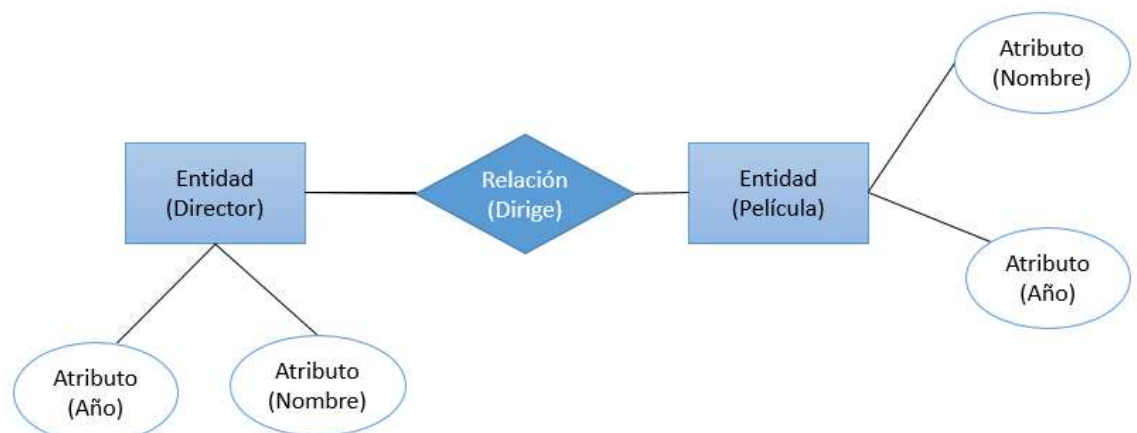 Atributo
(Nombre)
Entidad
(Director)
Relación
(Dirige)
Entidad
(Película)
Atributo
(Año)
Atributo
(Año)
Atributo
(Nombre)